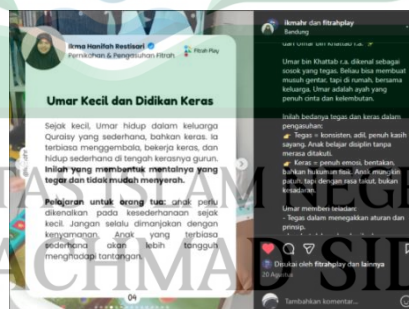 Ikma Hanifah Restisari
Pernikahan & Pengasuhan Fitrah
Fitrah Play
Umar Kecil dan Didikan Keras
Sejak kecil, Umar hidup dalam keluarga
Quraisy yang sederhana, bahkan keras. Ia
terbiasa menggembala, bekerja keras, dan
hidup sederhana di tengah kerasnya gurun.
Inilah yang membentuk mentalnya yang
tegar dan tidak mudah menyerah.
Pelajaran untuk orang tua: anak perlu
dikenalkan pada kesederhanaan sejak
kecil. Jangan selalu dimanjakan dengan
kenyamanan. Anak yang terbiasa
sederhana akan lebih tangguh
menghadapi tantangan.
04
ikmahr dan fitrahplay
Bandung
dari Umar bin Khattab r.a.
Umar bin Khattab r.a. dikenal sebagai
sosok yang tegas. Beliau bisa membuat
musuh gentar, tapi di rumah, bersama
keluarga, Umar adalah ayah yang
penuh cinta dan kelembutan.
Inilah bedanya tegas dan keras dalam
pengasuhan:
Tegas = konsisten, adil, penuh kasih
sayang. Anak belajar disiplin tanpa
merasa ditakuti.
Keras = penuh emosi, bentakan,
bahkan hukuman fisik. Anak mungkin
patuh, tapi dengan rasa takut, bukan
kesadaran.
Umar memberi teladan:
- Tegas dalam menegakkan aturan dan
prinsip.
Disukai oleh fitrahplay dan lainnya
20 Agustus
Tambahkan komentar...